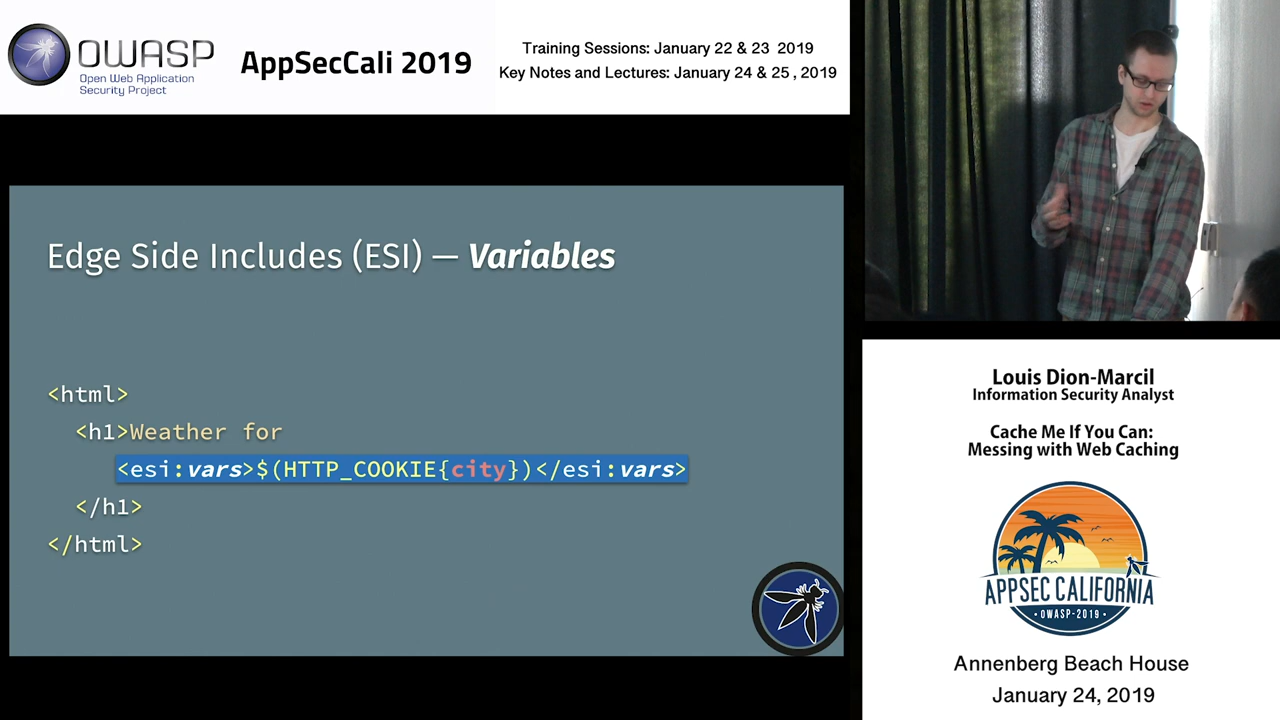 OWASP
Open Web Application
Security Project
AppSecCali 2019
Training Sessions: January 22 & 23 2019
Key Notes and Lectures: January 24 & 25, 2019
Edge Side Includes (ESI) — Variables
<html>
<h1>Weather for
<esi:vars>$(HTTP_COOKIE{city})</esi:vars>
</h1>
</html>
Louis Dion-Marcil
Information Security Analyst
Cache Me If You Can:
Messing with Web Caching
APPSEC CALIFORNIA
• OWASP-2019 •
Annenberg Beach House
January 24, 2019